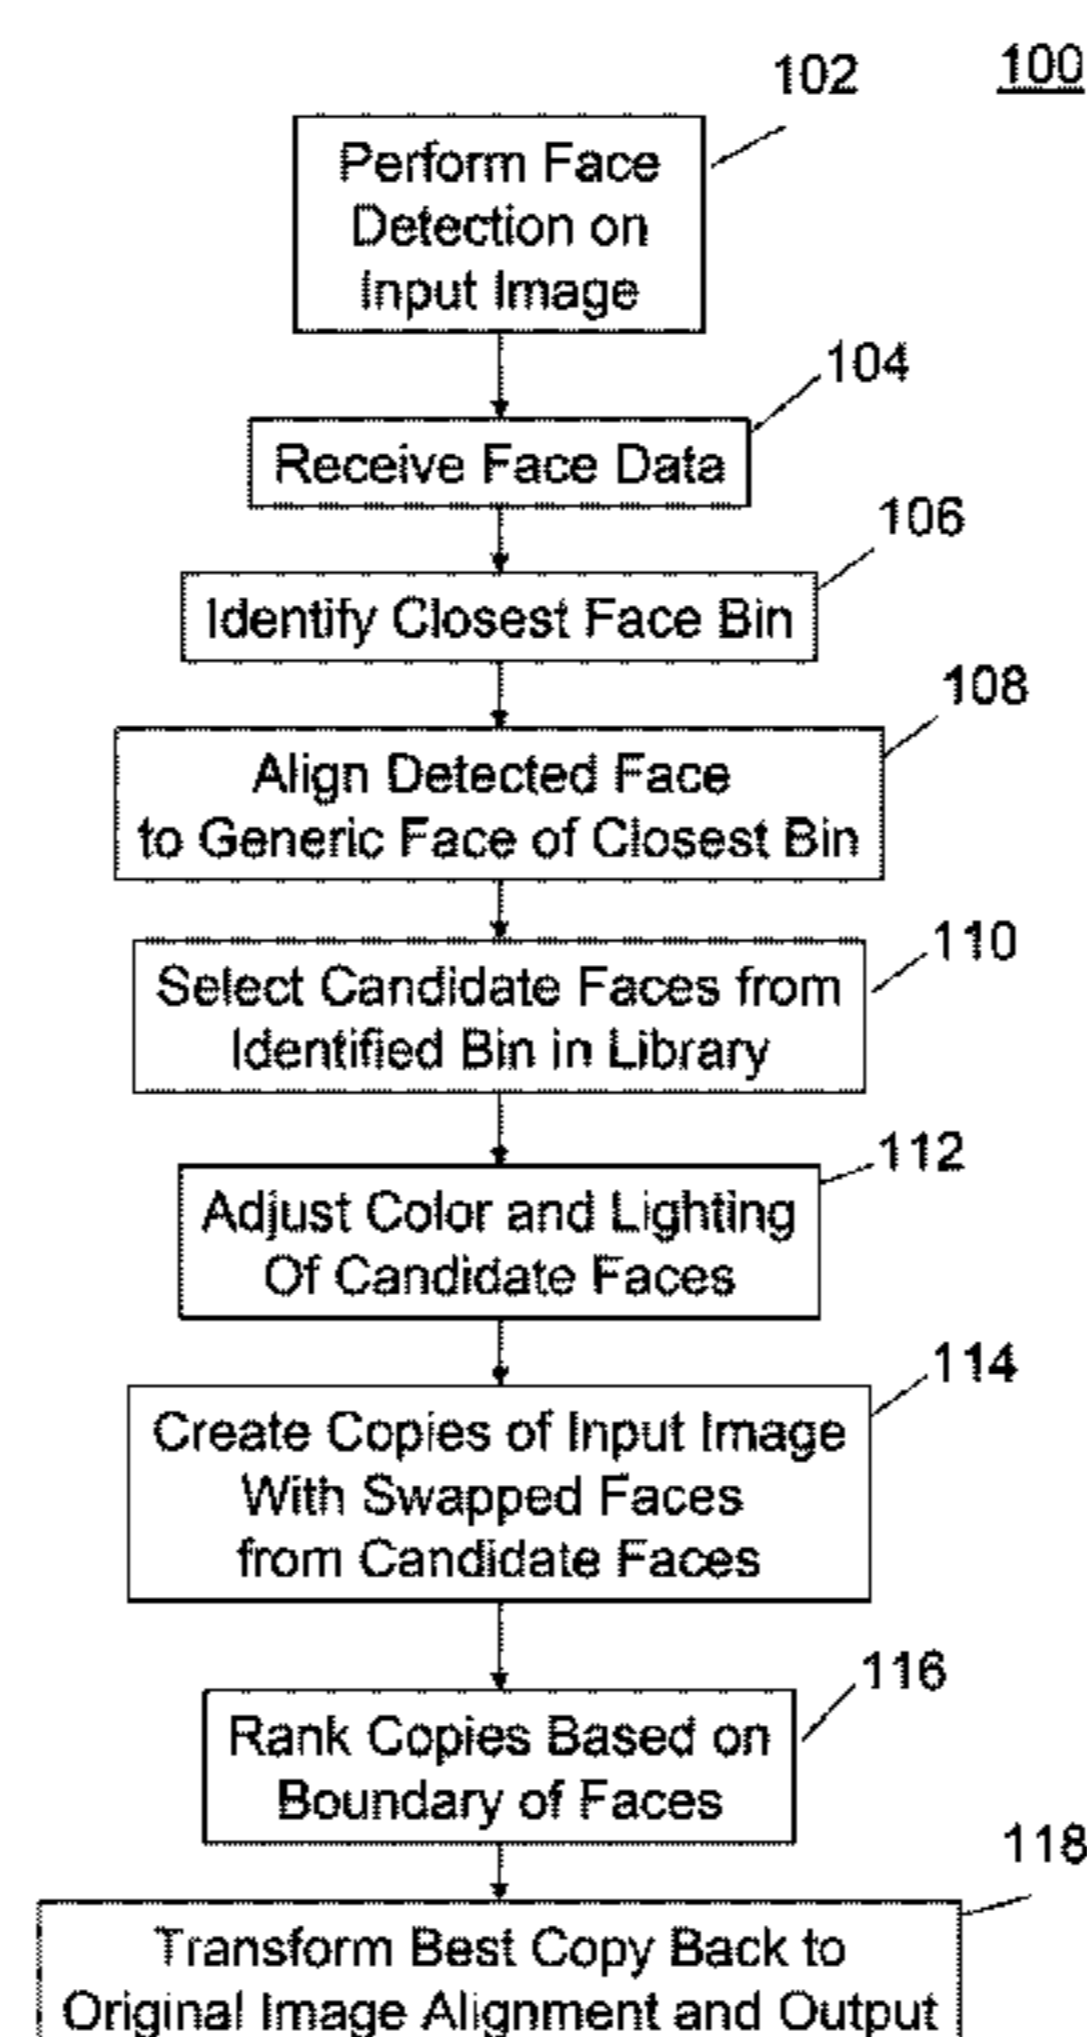 102
100
Perform Face
Detection on
Input Image
104
Receive Face Data
106
Identify Closest Face Bin
108
Align Detected Face
to Generic Face of Closest Bin
110
Select Candidate Faces from
Identified Bin in Library
112
Adjust Color and Lighting
Of Candidate Faces
114
Create Copies of Input Image
With Swapped Faces
from Candidate Faces
116
Rank Copies Based on
Boundary of Faces
118
Transform Best Copy Back to
Original Image Alignment and Output